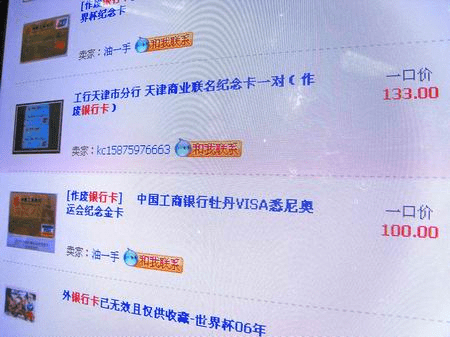 [作废银行卡]
界杯纪念卡
卖家：油一手 和我联系
工行天津市分行 天津商业联名纪念卡一对（作
废银行卡）
一口价
133.00
卖家：kc15875976663 和我联系
[作废银行卡] 中国工商银行牡丹VISA悉尼奥
运会纪念金卡
一口价
100.00
卖家：油一手 和我联系
外银行卡已无效且仅供收藏-世界杯06年